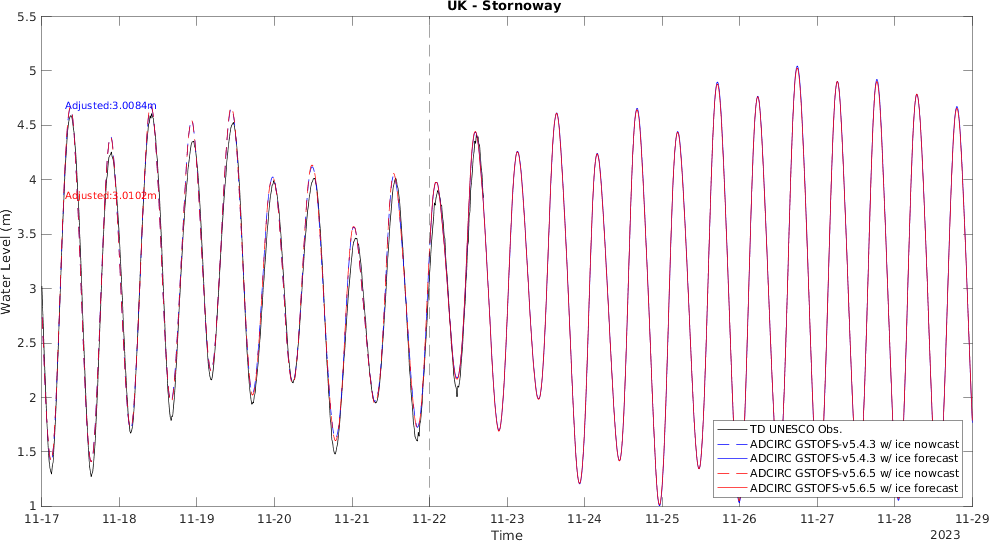 UK - Stornoway
5.5
5
4.5
4
3.5
3
2.5
2
1.5
1
Water Level (m)
Adjusted:3.0084m
Adjusted:3.0102m
TD UNESCO Obs.
ADCIRC GSTOFS-v5.4.3 w/ ice nowcast
ADCIRC GSTOFS-v5.4.3 w/ ice forecast
ADCIRC GSTOFS-v5.6.5 w/ ice nowcast
ADCIRC GSTOFS-v5.6.5 w/ ice forecast
11-17 11-18 11-19 11-20 11-21 11-22 11-23 11-24 11-25 11-26 11-27 11-28 11-29
Time
2023